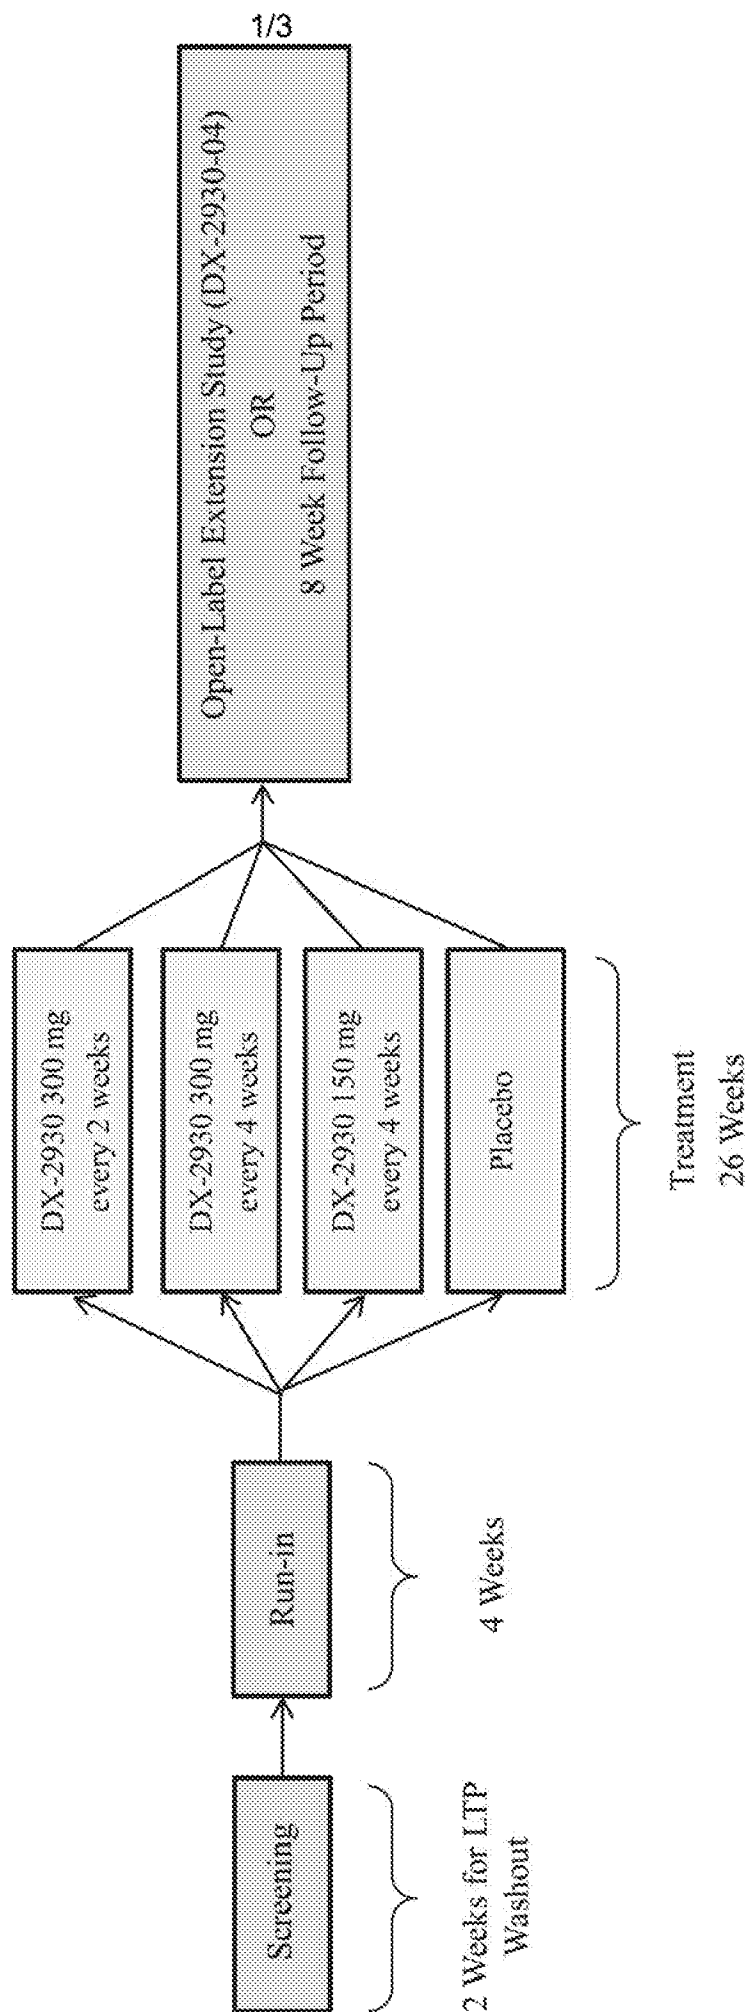 1/3
Screening
2 Weeks for LTP
Washout
Run-in
4 Weeks
DX-2930 300 mg
every 2 weeks
DX-2930 300 mg
every 4 weeks
DX-2930 150 mg
every 4 weeks
Placebo
Treatment
26 Weeks
Open-Label Extension Study (DX-2930-04)
OR
8 Week Follow-Up Period